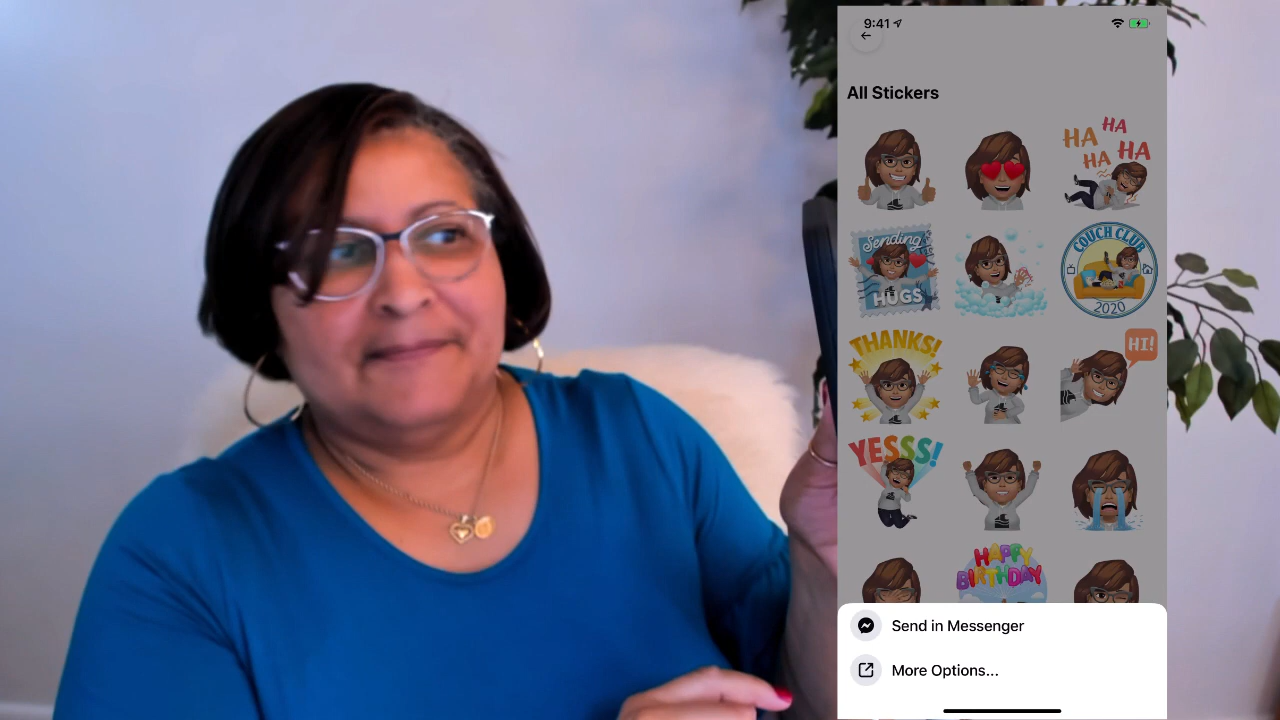 9:41
All Stickers
HA HA
HA HA
Sending
HUGS
COUCH CLUB
2020
THANKS!
HI!
YESSS!
HAPPY
BIRTHDAY
Send in Messenger
More Options...